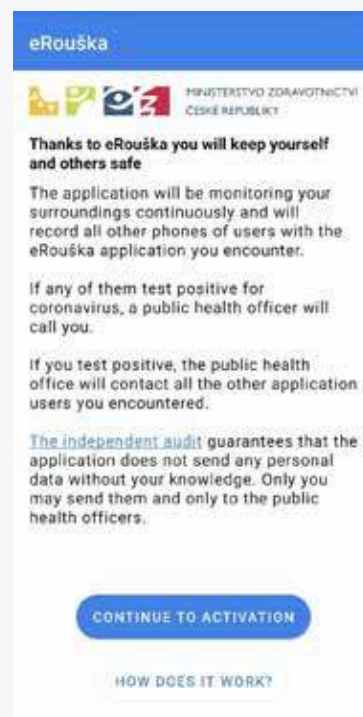 eRouška
MINISTERSTVO ZDRAVOTNICTVÍ
ČESKÉ REPUBLIKY
Thanks to eRouška you will keep yourself
and others safe
The application will be monitoring your
surroundings continuously and will
record all other phones of users with the
eRouška application you encounter.
If any of them test positive for
coronavirus, a public health officer will
call you.
If you test positive, the public health
office will contact all the other application
users you encountered.
The independent audit guarantees that the
application does not send any personal
data without your knowledge. Only you
may send them and only to the public
health officers.
CONTINUE TO ACTIVATION
HOW DOES IT WORK?